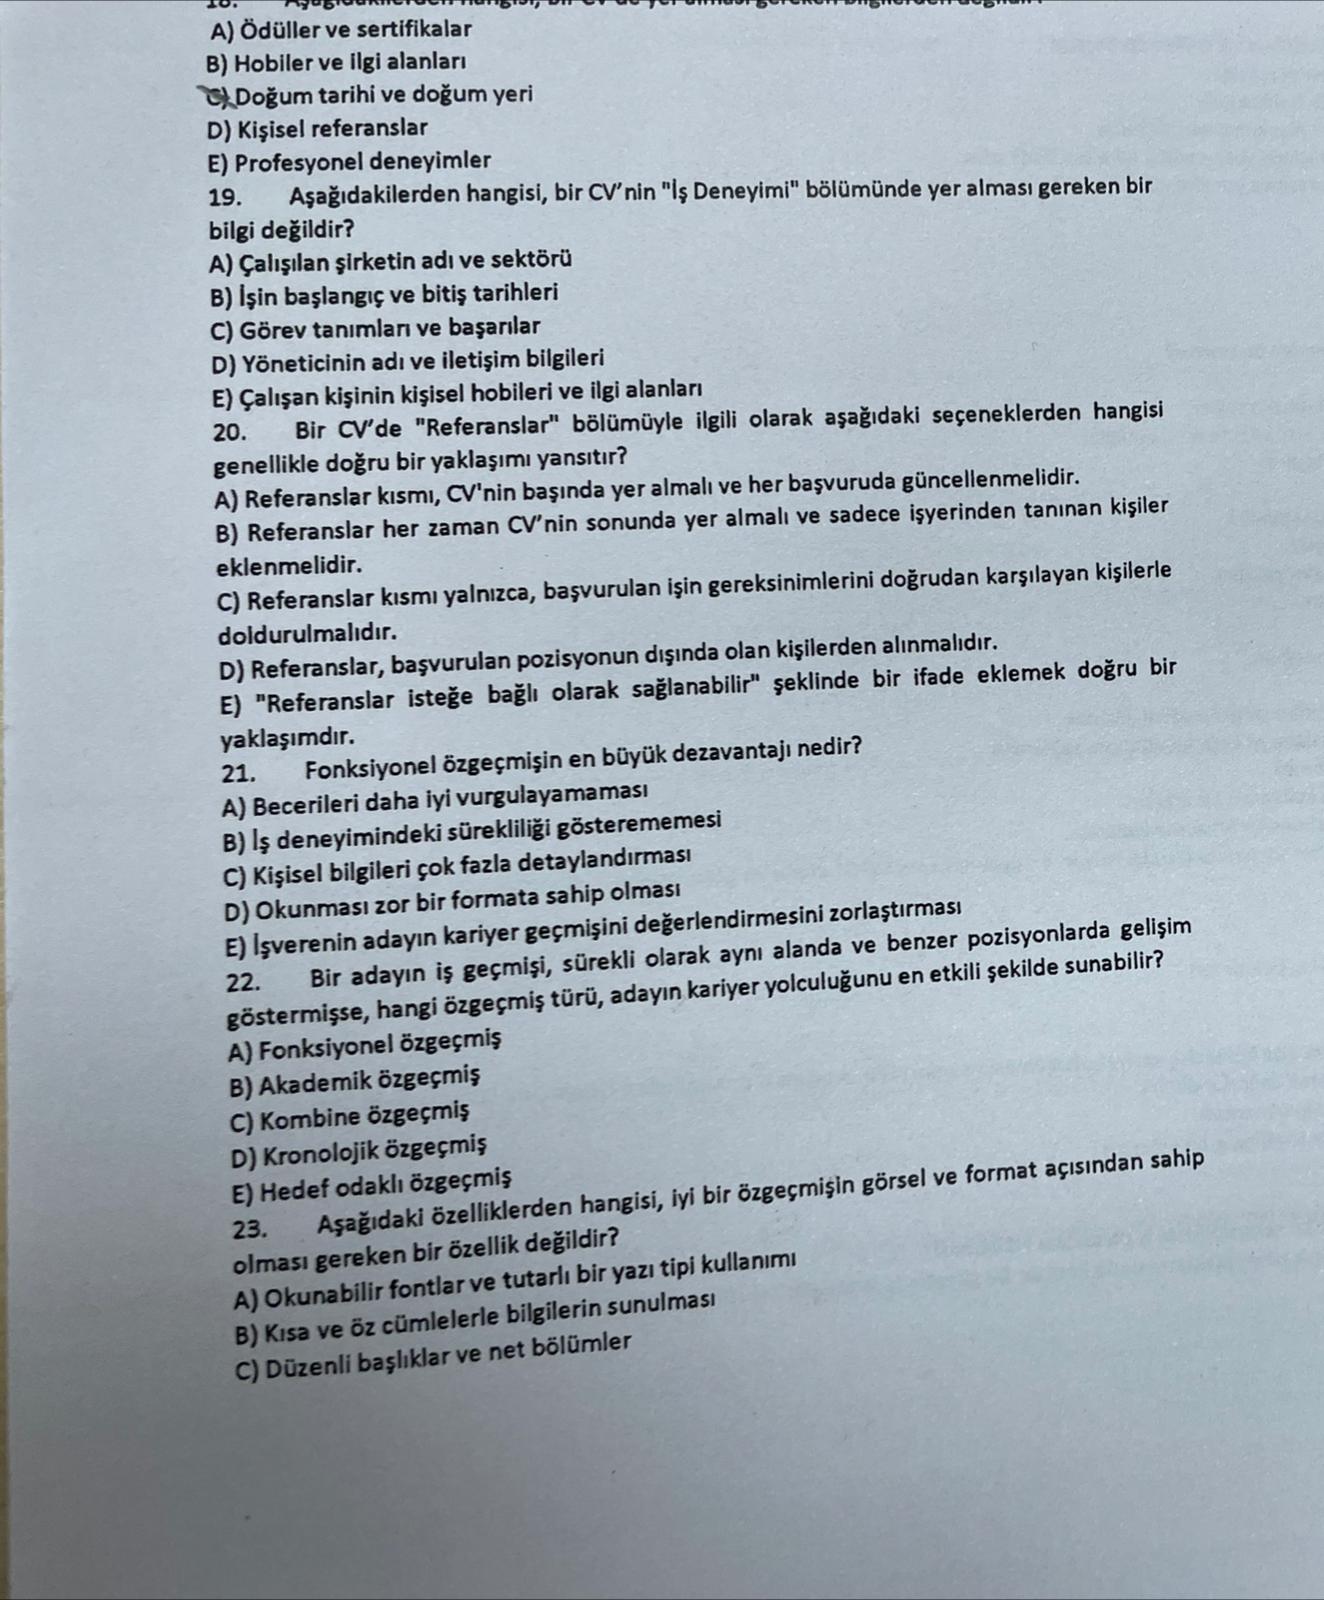 18. Aşağıdakilerden hangisi, bir CV'de yer alması gereken bilgilerden değildir?
A) Ödüller ve sertifikalar
B) Hobiler ve ilgi alanları
C) Doğum tarihi ve doğum yeri
D) Kişisel referanslar
E) Profesyonel deneyimler
19. Aşağıdakilerden hangisi, bir CV'nin "İş Deneyimi" bölümünde yer alması gereken bir
bilgi değildir?
A) Çalışılan şirketin adı ve sektörü
B) İşin başlangıç ve bitiş tarihleri
C) Görev tanımları ve başarılar
D) Yöneticinin adı ve iletişim bilgileri
E) Çalışan kişinin kişisel hobileri ve ilgi alanları
20. Bir CV'de "Referanslar" bölümüyle ilgili olarak aşağıdaki seçeneklerden hangisi
genellikle doğru bir yaklaşımı yansıtır?
A) Referanslar kısmı, CV'nin başında yer almalı ve her başvuruda güncellenmelidir.
B) Referanslar her zaman CV'nin sonunda yer almalı ve sadece işyerinden tanınan kişiler
eklenmelidir.
C) Referanslar kısmı yalnızca, başvurulan işin gereksinimlerini doğrudan karşılayan kişilerle
doldurulmalıdır.
D) Referanslar, başvurulan pozisyonun dışında olan kişilerden alınmalıdır.
E) "Referanslar isteğe bağlı olarak sağlanabilir" şeklinde bir ifade eklemek doğru bir
yaklaşımdır.
21. Fonksiyonel özgeçmişin en büyük dezavantajı nedir?
A) Becerileri daha iyi vurgulayamaması
B) İş deneyimindeki sürekliliği gösterememesi
C) Kişisel bilgileri çok fazla detaylandırması
D) Okunması zor bir formata sahip olması
E) İşverenin adayın kariyer geçmişini değerlendirmesini zorlaştırması
22. Bir adayın iş geçmişi, sürekli olarak aynı alanda ve benzer pozisyonlarda gelişim
göstermişse, hangi özgeçmiş türü, adayın kariyer yolculuğunu en etkili şekilde sunabilir?
A) Fonksiyonel özgeçmiş
B) Akademik özgeçmiş
C) Kombine özgeçmiş
D) Kronolojik özgeçmiş
E) Hedef odaklı özgeçmiş
23. Aşağıdaki özelliklerden hangisi, iyi bir özgeçmişin görsel ve format açısından sahip
olması gereken bir özellik değildir?
A) Okunabilir fontlar ve tutarlı bir yazı tipi kullanımı
B) Kısa ve öz cümlelerle bilgilerin sunulması
C) Düzenli başlıklar ve net bölümler